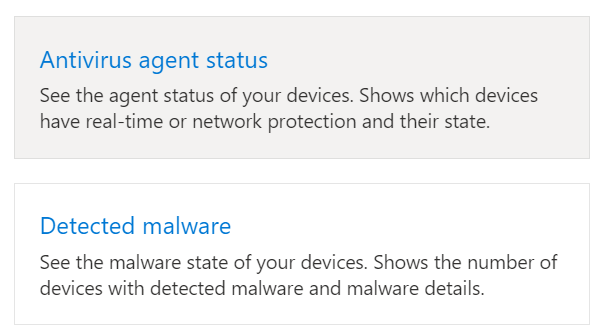 Antivirus agent status
See the agent status of your devices. Shows which devices
have real-time or network protection and their state.
Detected malware
See the malware state of your devices. Shows the number of
devices with detected malware and malware details.